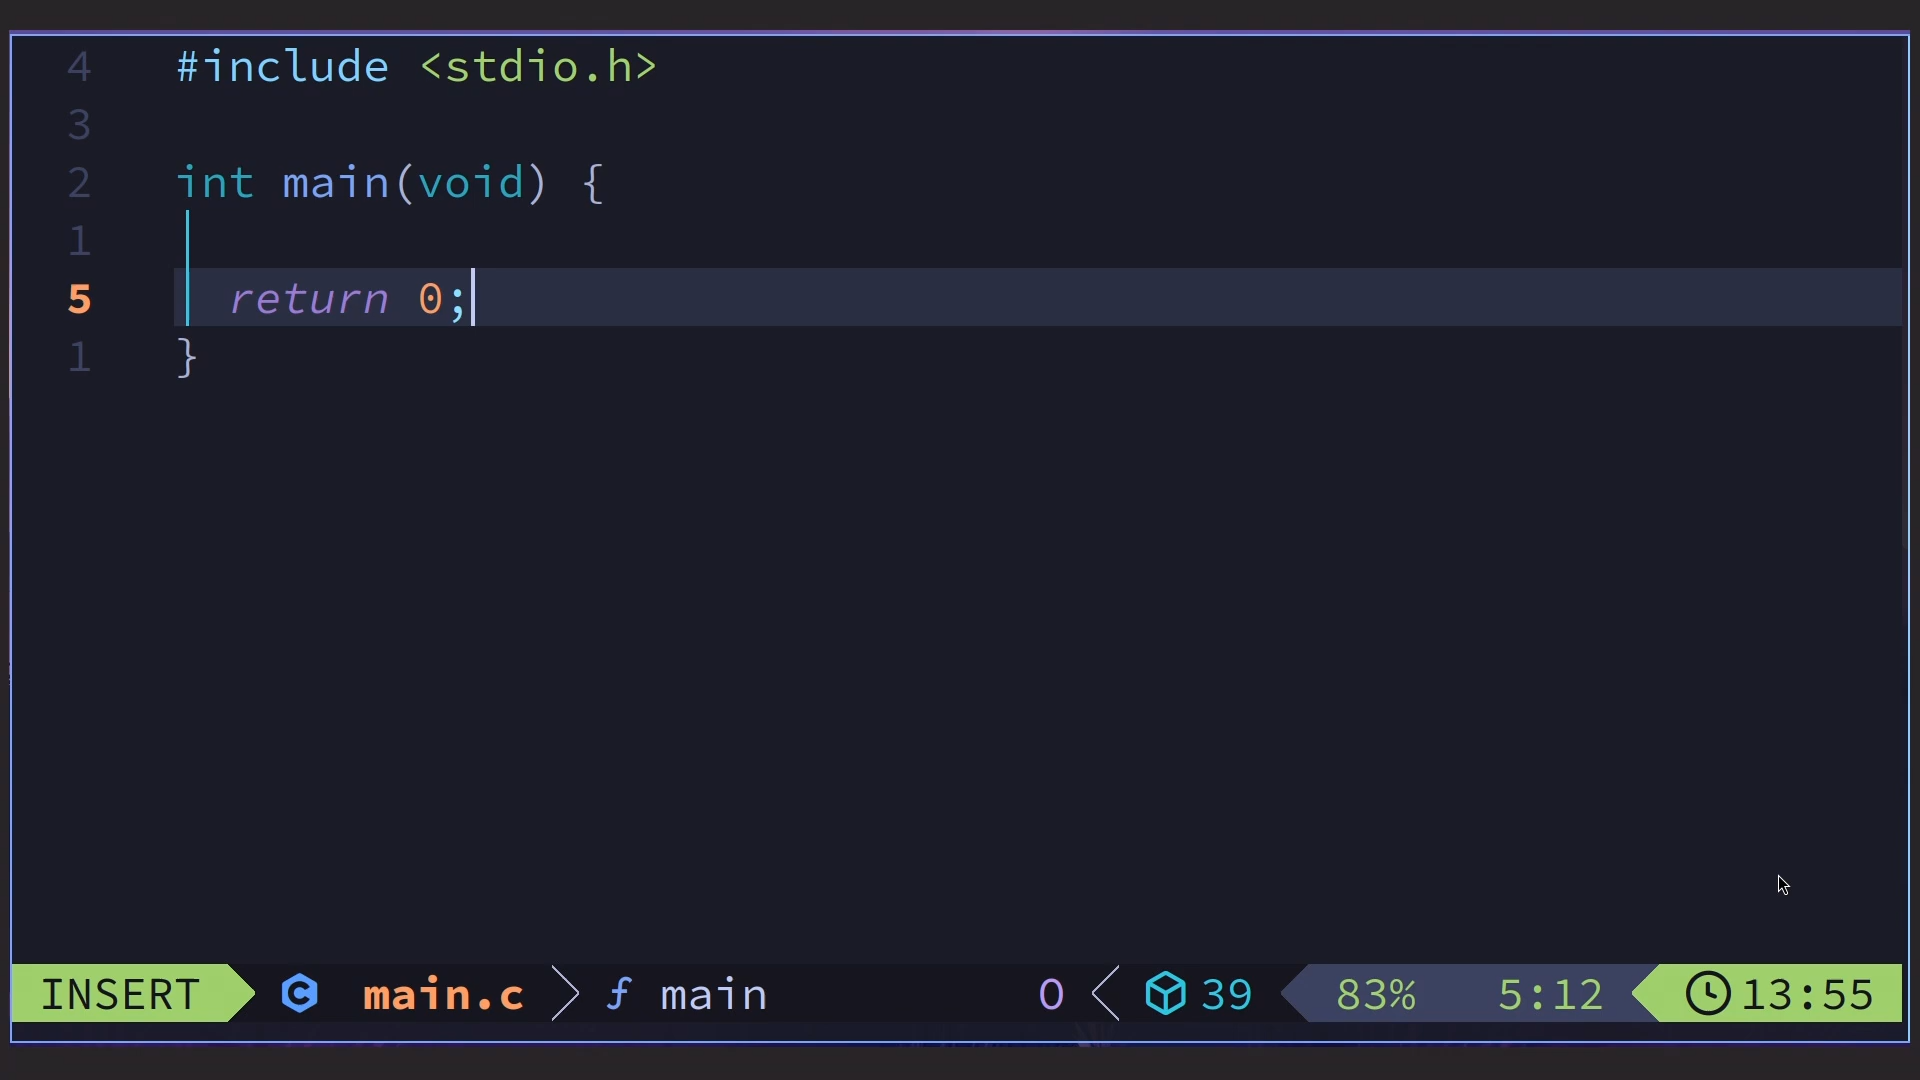 4 #include <stdio.h>
3
2 int main(void) {
1
5 return 0;
1 }
INSERT main.c f main O 39 83% 5:12 13:55